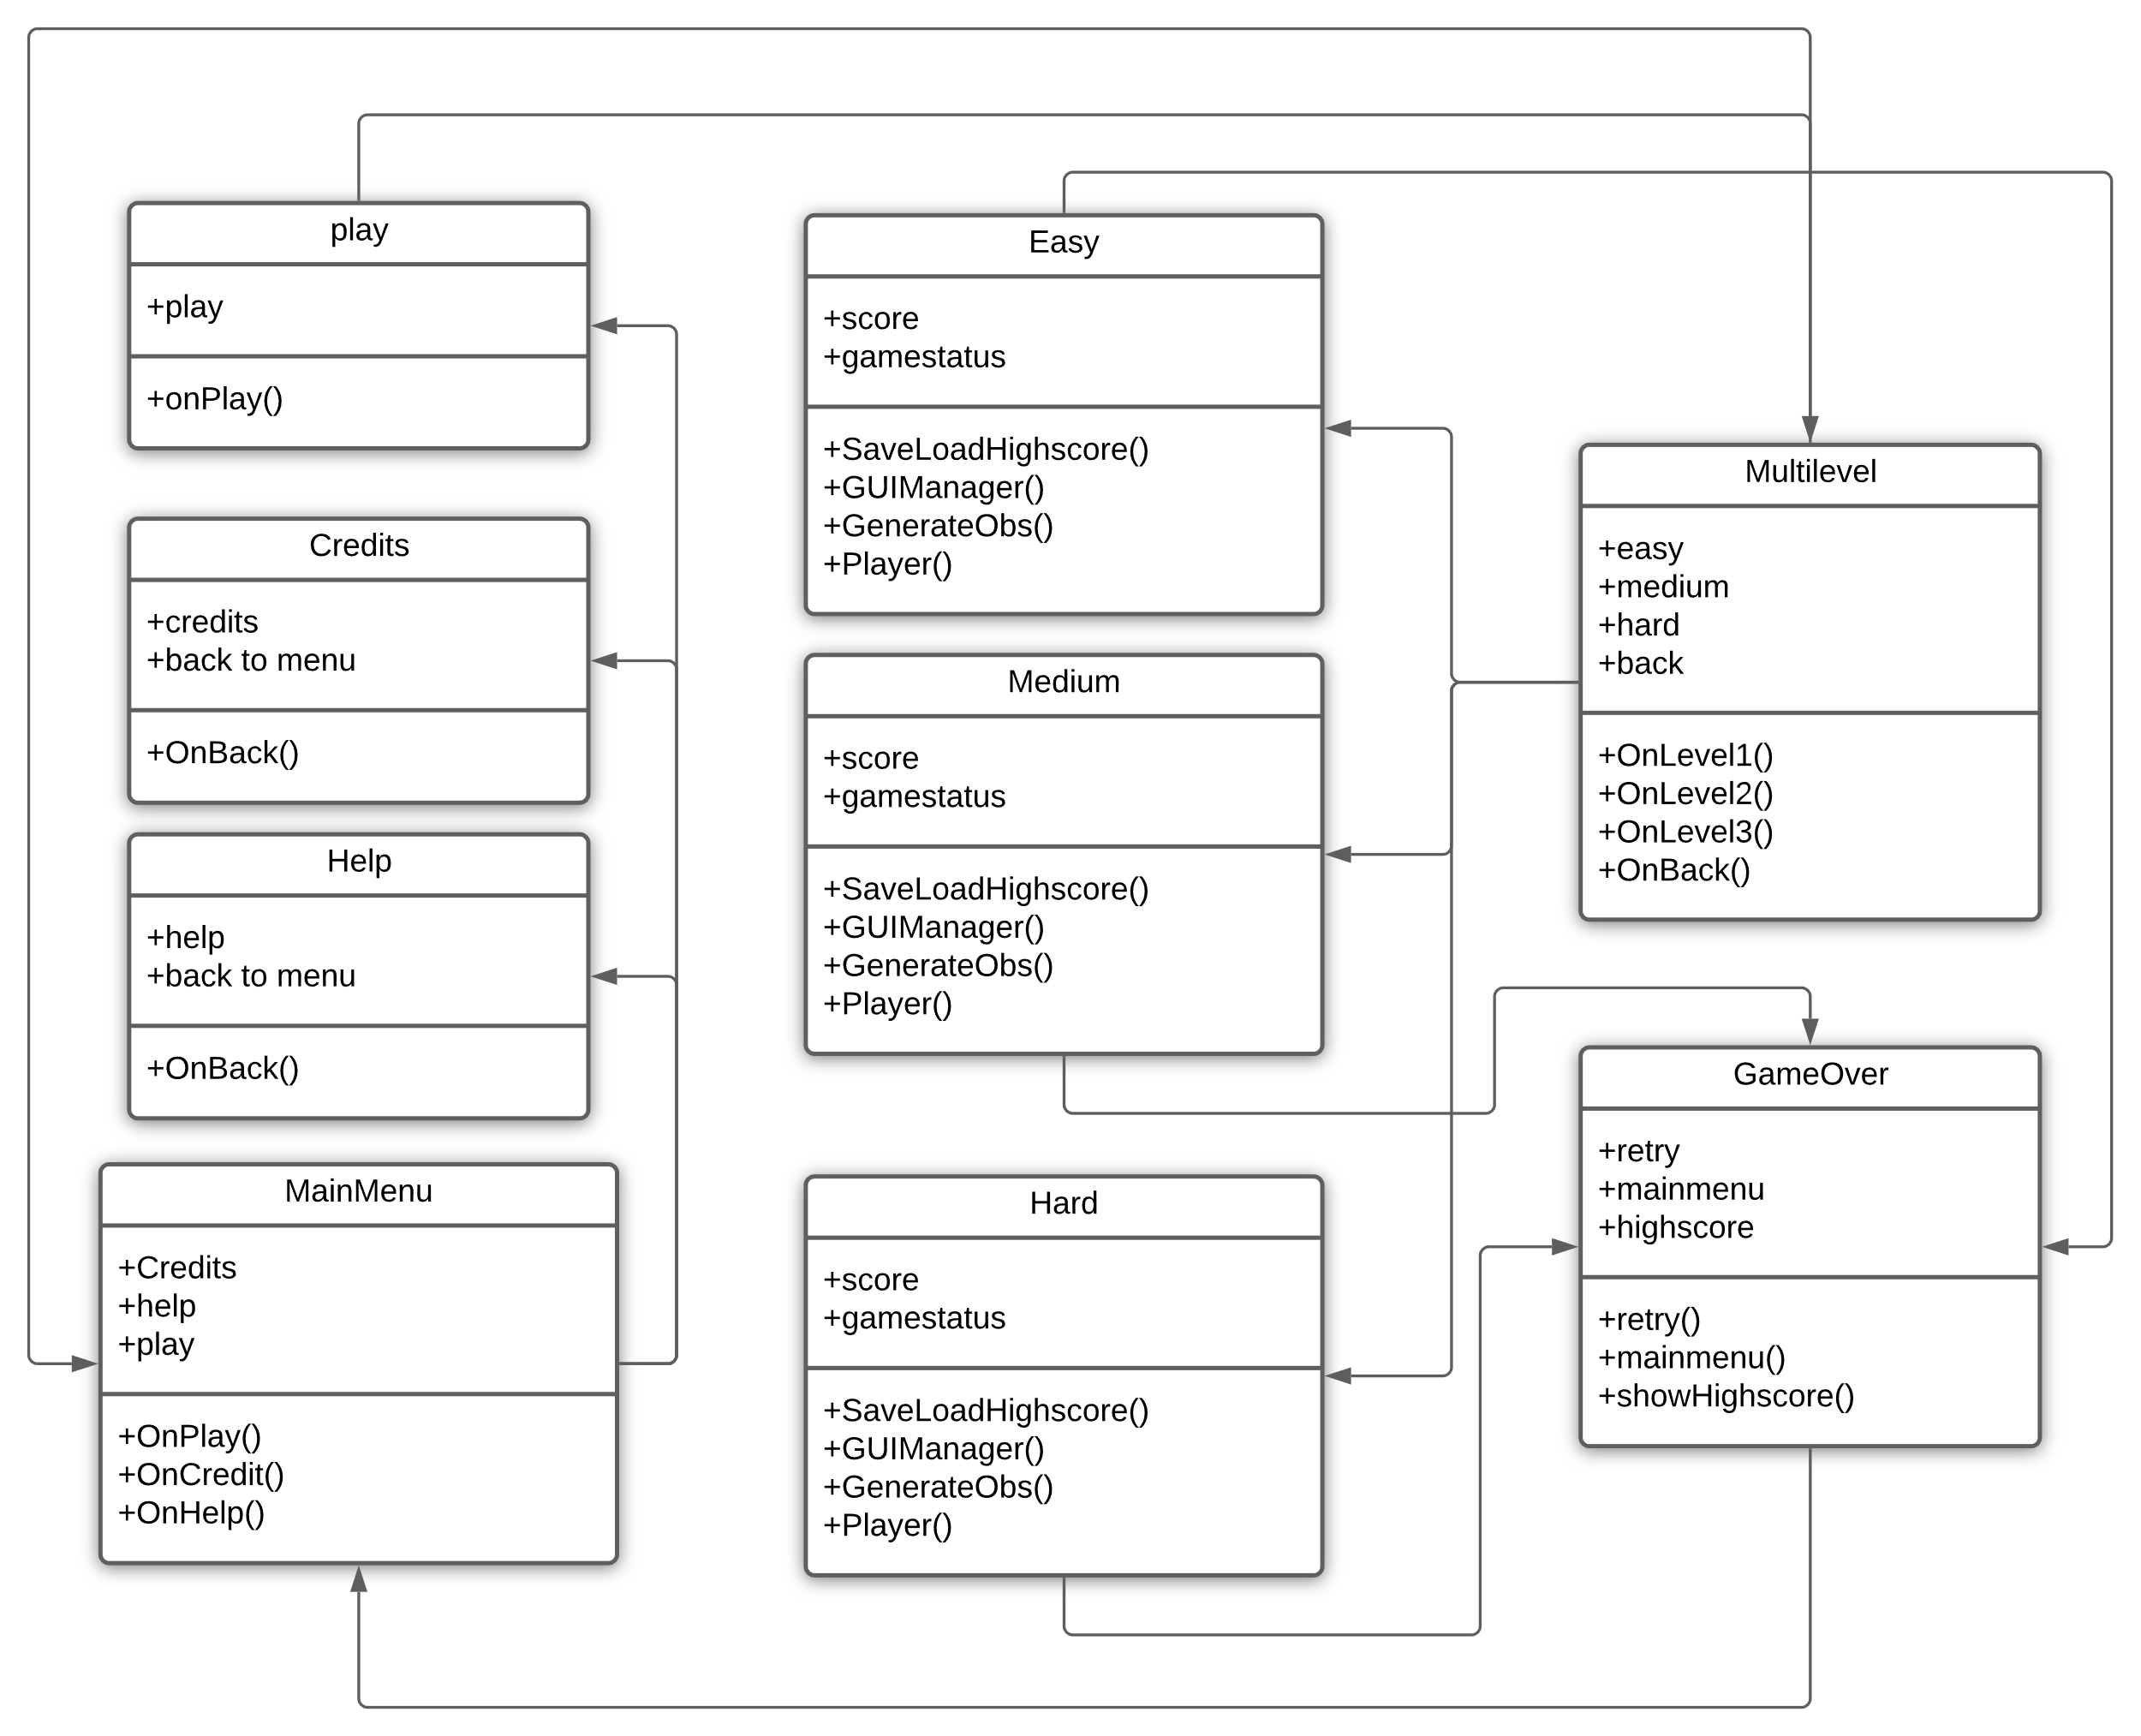 play
+play
+onPlay()
Credits
+credits
+back to menu
+OnBack()
Help
+help
+back to menu
+OnBack()
MainMenu
+Credits
+help
+play
+OnPlay()
+OnCredit()
+OnHelp()
Easy
+score
+gamestatus
+SaveLoadHighscore()
+GUIManager()
+GenerateObs()
+Player()
Medium
+score
+gamestatus
+SaveLoadHighscore()
+GUIManager()
+GenerateObs()
+Player()
Hard
+score
+gamestatus
+SaveLoadHighscore()
+GUIManager()
+GenerateObs()
+Player()
Multilevel
+easy
+medium
+hard
+back
+OnLevel1()
+OnLevel2()
+OnLevel3()
+OnBack()
GameOver
+retry
+mainmenu
+highscore
+retry()
+mainmenu()
+showHighscore()